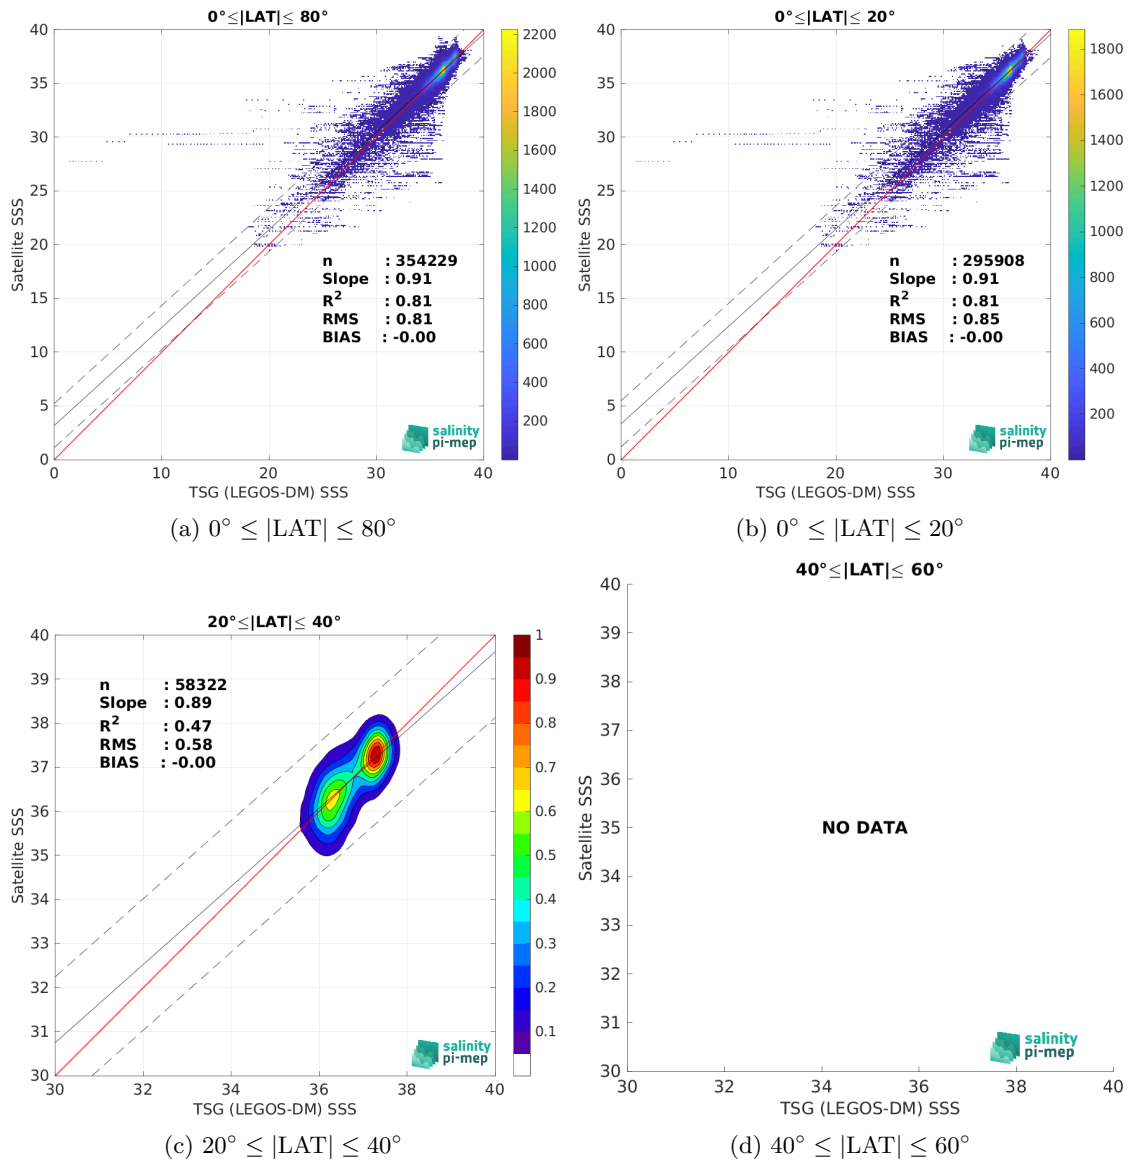 0°≤|LAT|≤ 80°
40
35
30
25
20
15
10
5
0
Satellite SSS
n : 354229
Slope : 0.91
R² : 0.81
RMS : 0.81
BIAS : -0.00
salinity
pi-mep
0 10 20 30 40
TSG (LEGOS-DM) SSS
2200
2000
1800
1600
1400
1200
1000
800
600
400
200
(a) 0° ≤ |LAT| ≤ 80°
0°≤|LAT|≤ 20°
40
35
30
25
20
15
10
5
0
Satellite SSS
n : 295908
Slope : 0.91
R² : 0.81
RMS : 0.85
BIAS : -0.00
salinity
pi-mep
0 10 20 30 40
TSG (LEGOS-DM) SSS
1800
1600
1400
1200
1000
800
600
400
200
(b) 0° ≤ |LAT| ≤ 20°
20°≤|LAT|≤ 40°
40
39
38
37
36
35
34
33
32
31
30
Satellite SSS
n : 58322
Slope : 0.89
R² : 0.47
RMS : 0.58
BIAS : -0.00
salinity
pi-mep
30 32 34 36 38 40
TSG (LEGOS-DM) SSS
1
0.9
0.8
0.7
0.6
0.5
0.4
0.3
0.2
0.1
(c) 20° ≤ |LAT| ≤ 40°
40°≤|LAT|≤ 60°
40
39
38
37
36
35
34
33
32
31
30
Satellite SSS
NO DATA
salinity
pi-mep
30 32 34 36 38 40
TSG (LEGOS-DM) SSS
(d) 40° ≤ |LAT| ≤ 60°